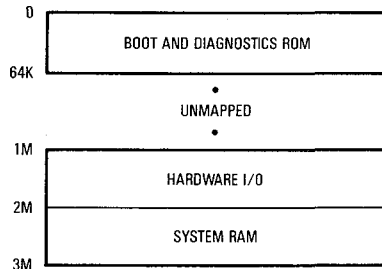 0
BOOT AND DIAGNOSTICS ROM
64K
UNMAPPED
1M
HARDWARE I/O
2M
SYSTEM RAM
3M